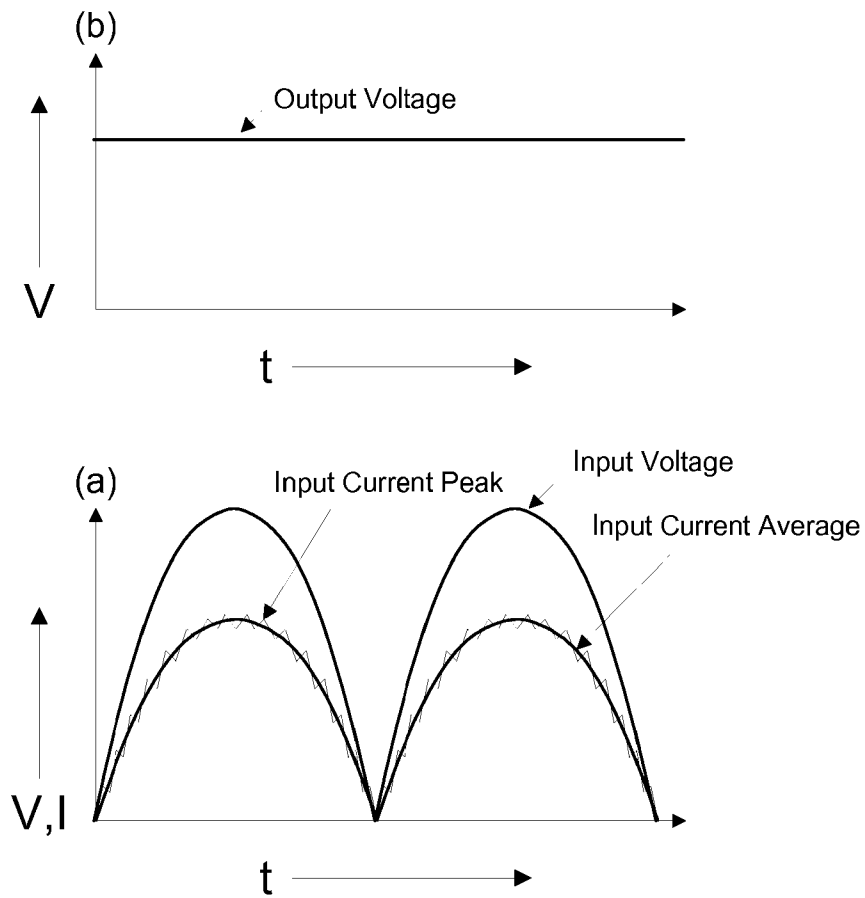 (b)
Output Voltage
V
t
(a)
Input Current Peak
Input Voltage
Input Current Average
V,I
t